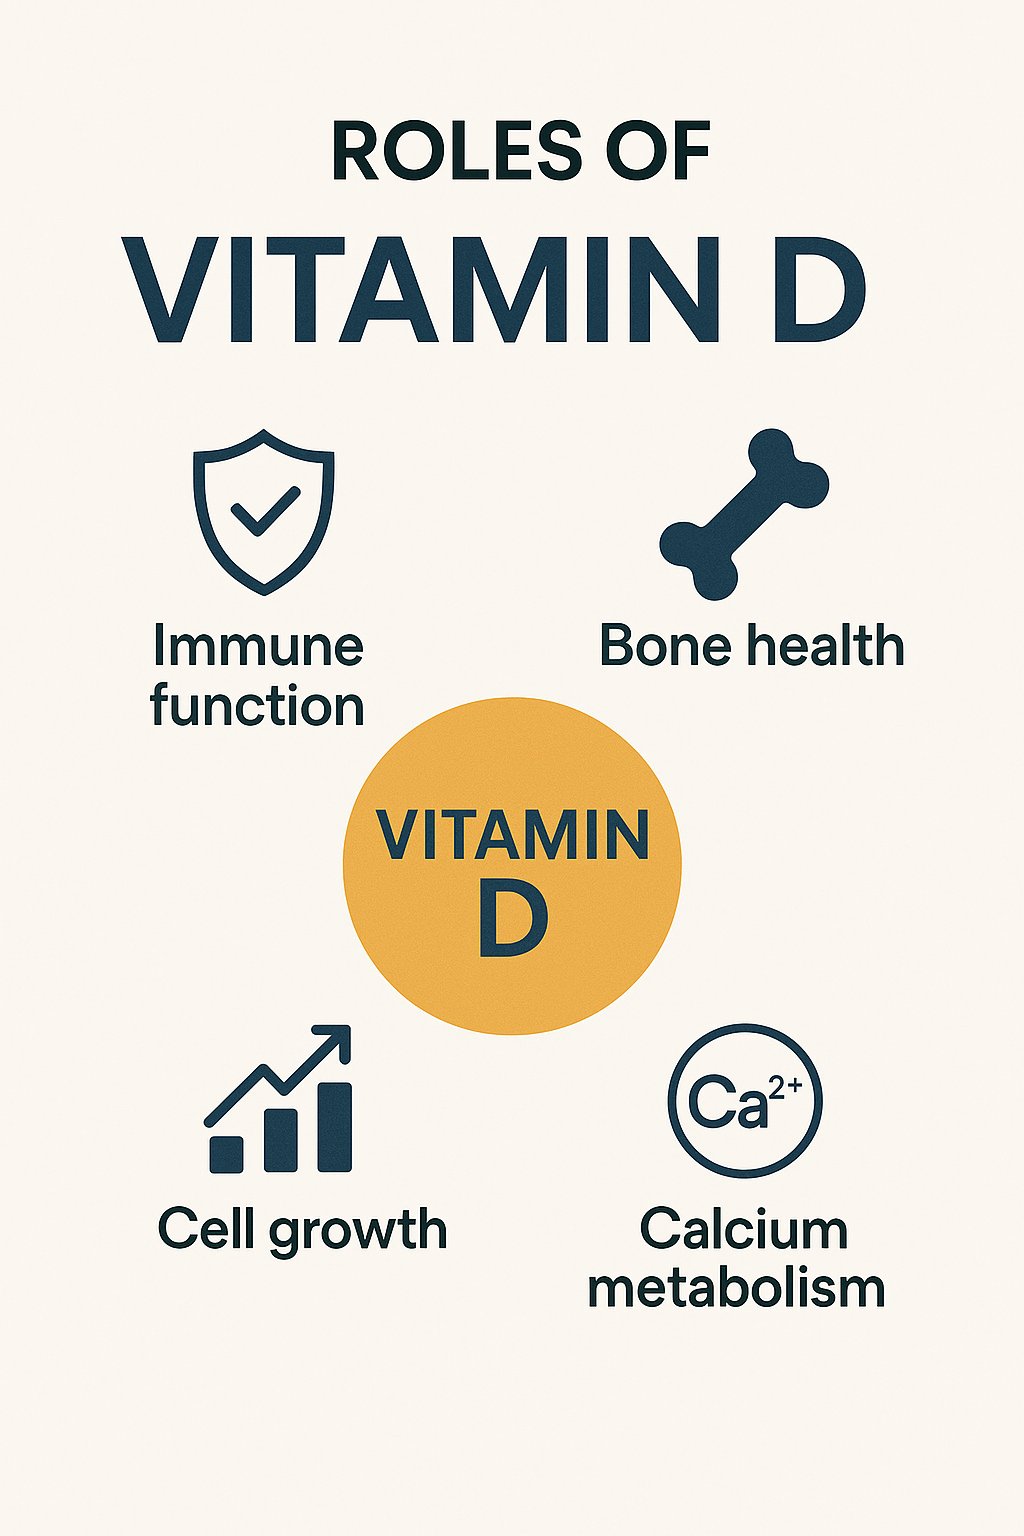 ROLES OF
VITAMIN D
Immune
function
Bone health
VITAMIN
D
Cell growth
Ca²⁺
Calcium
metabolism